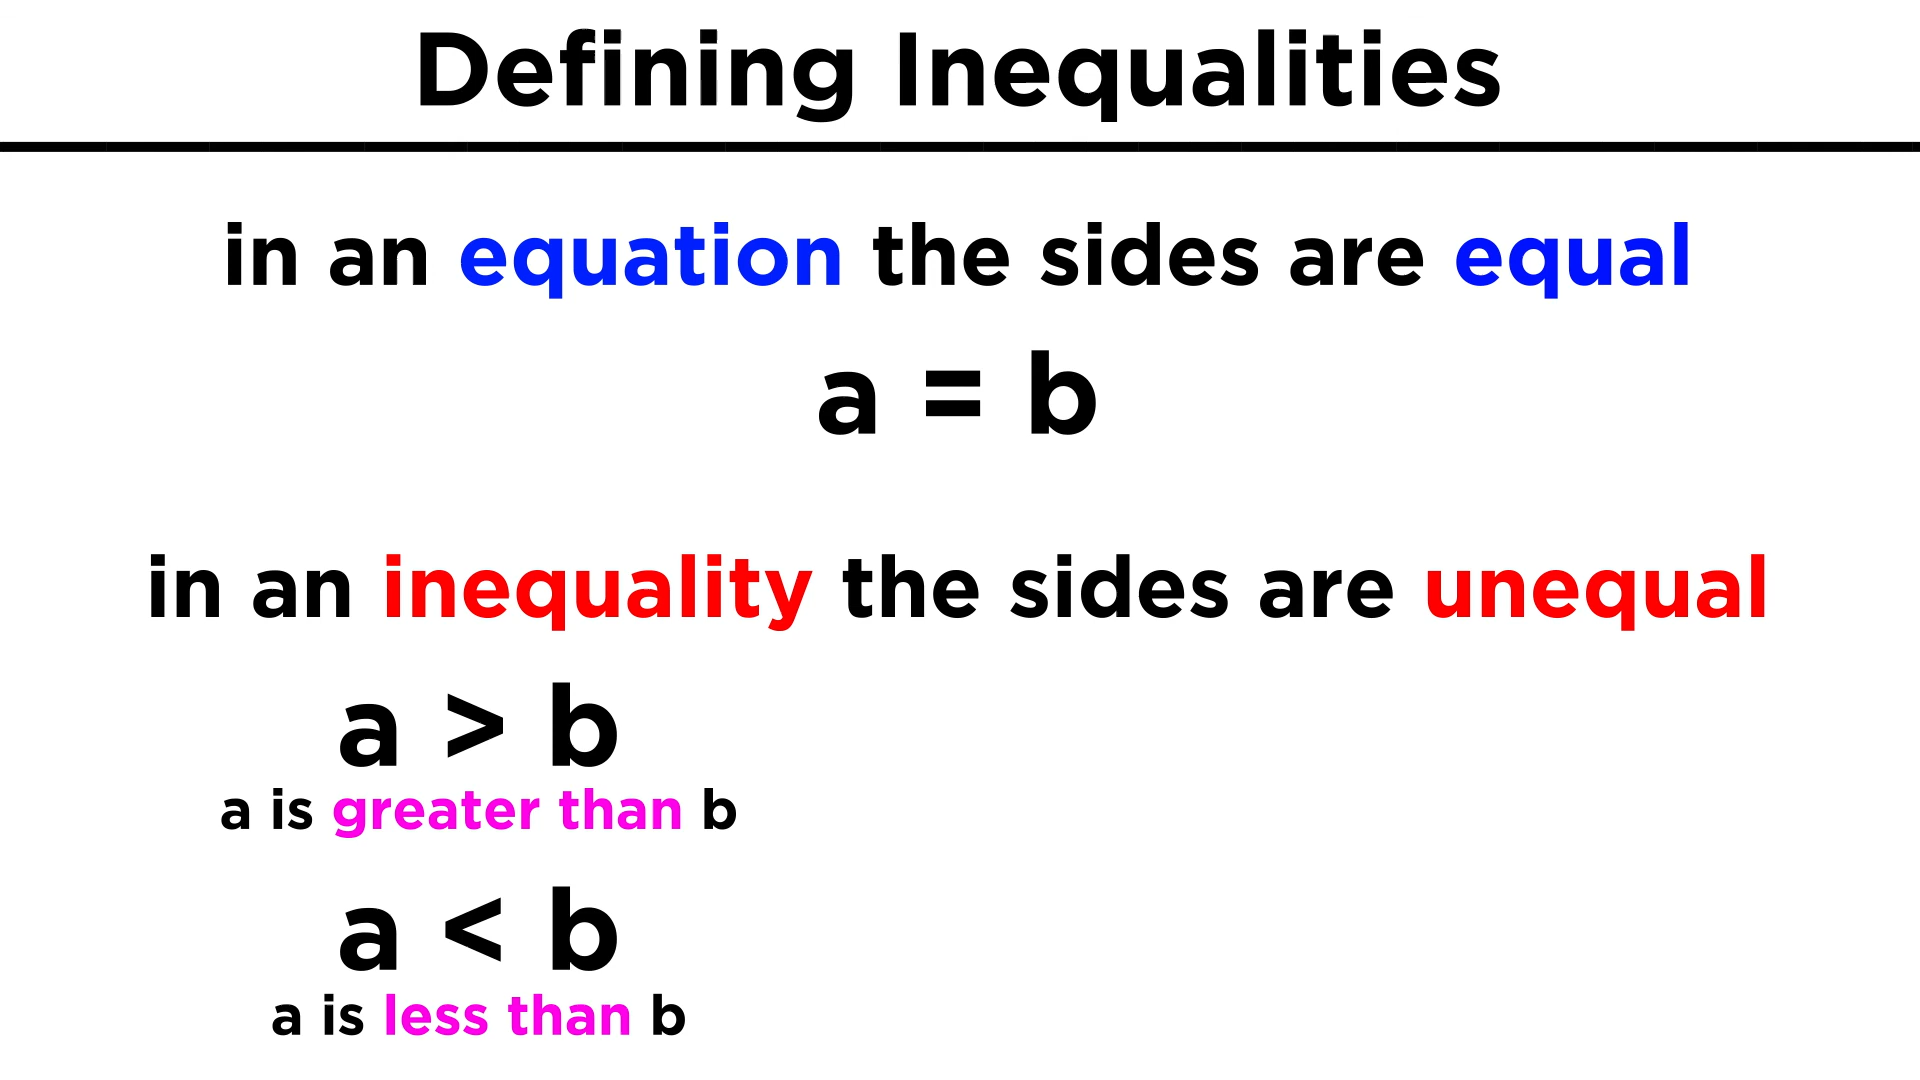 Defining Inequalities
in an equation the sides are equal
a = b
in an inequality the sides are unequal
a > b
a is greater than b
a < b
a is less than b